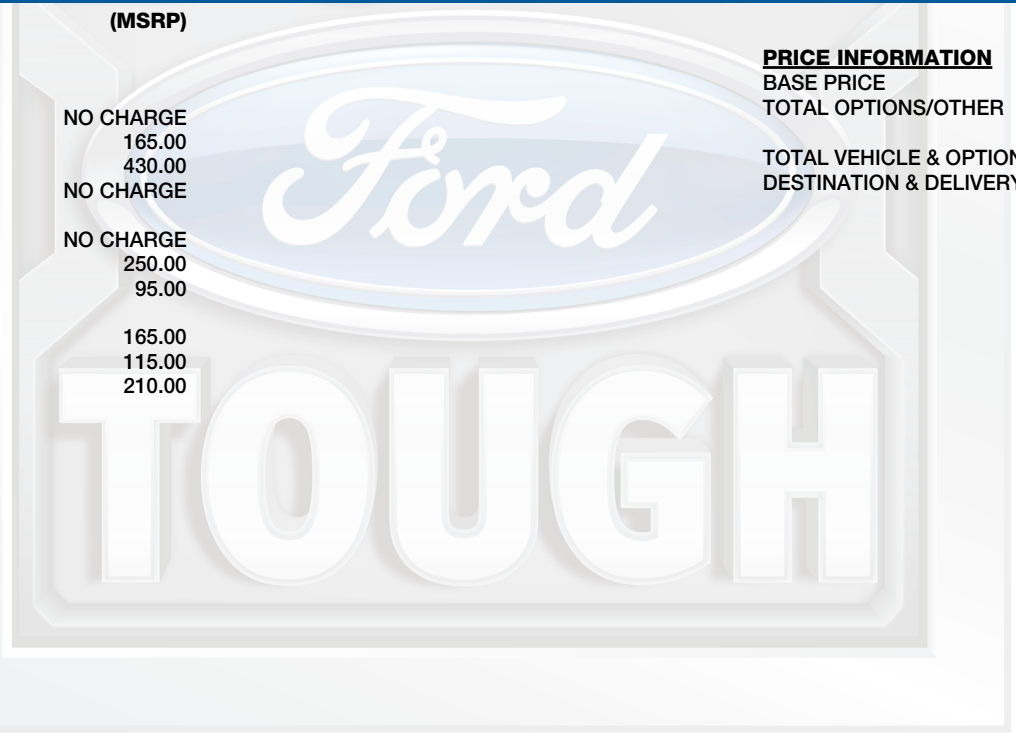 (MSRP)
NO CHARGE
165.00
430.00
NO CHARGE
NO CHARGE
250.00
95.00
165.00
115.00
210.00
PRICE INFORMATION
BASE PRICE
TOTAL OPTIONS/OTHER
TOTAL VEHICLE & OPTION
DESTINATION & DELIVERY
Ford
TOUGH